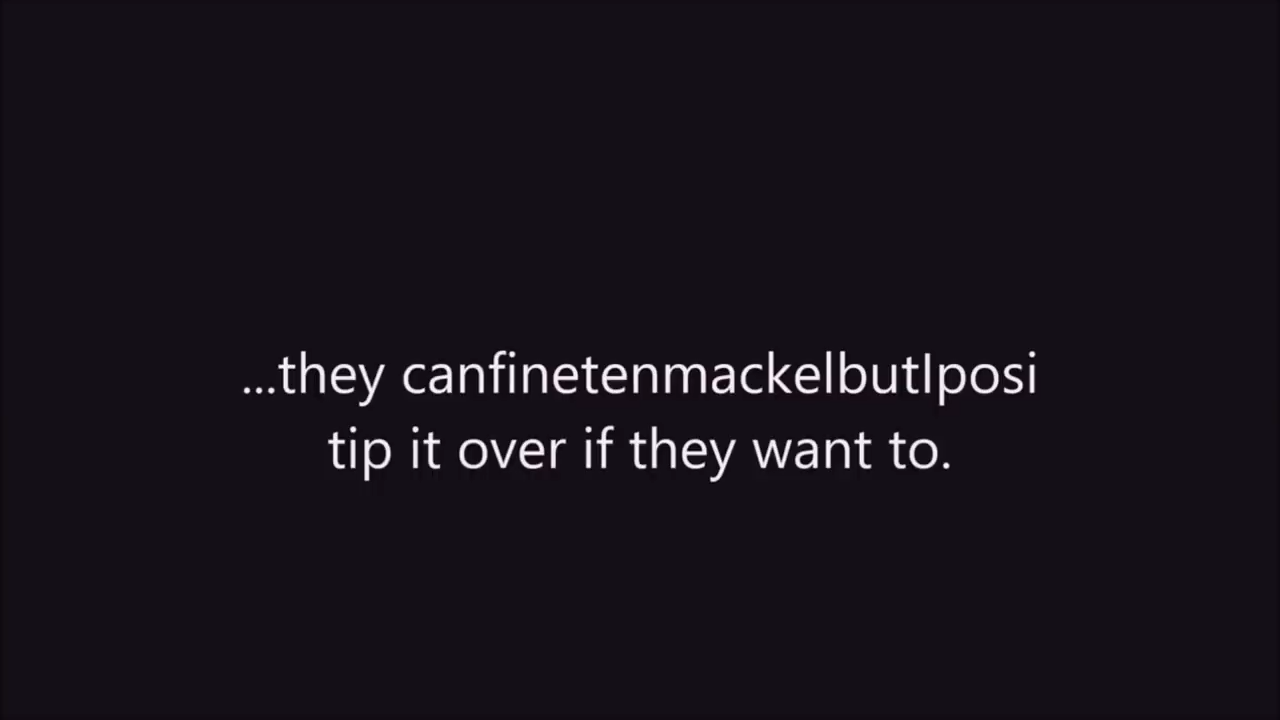 ...they canfinetenmackelbutIposi
tip it over if they want to.